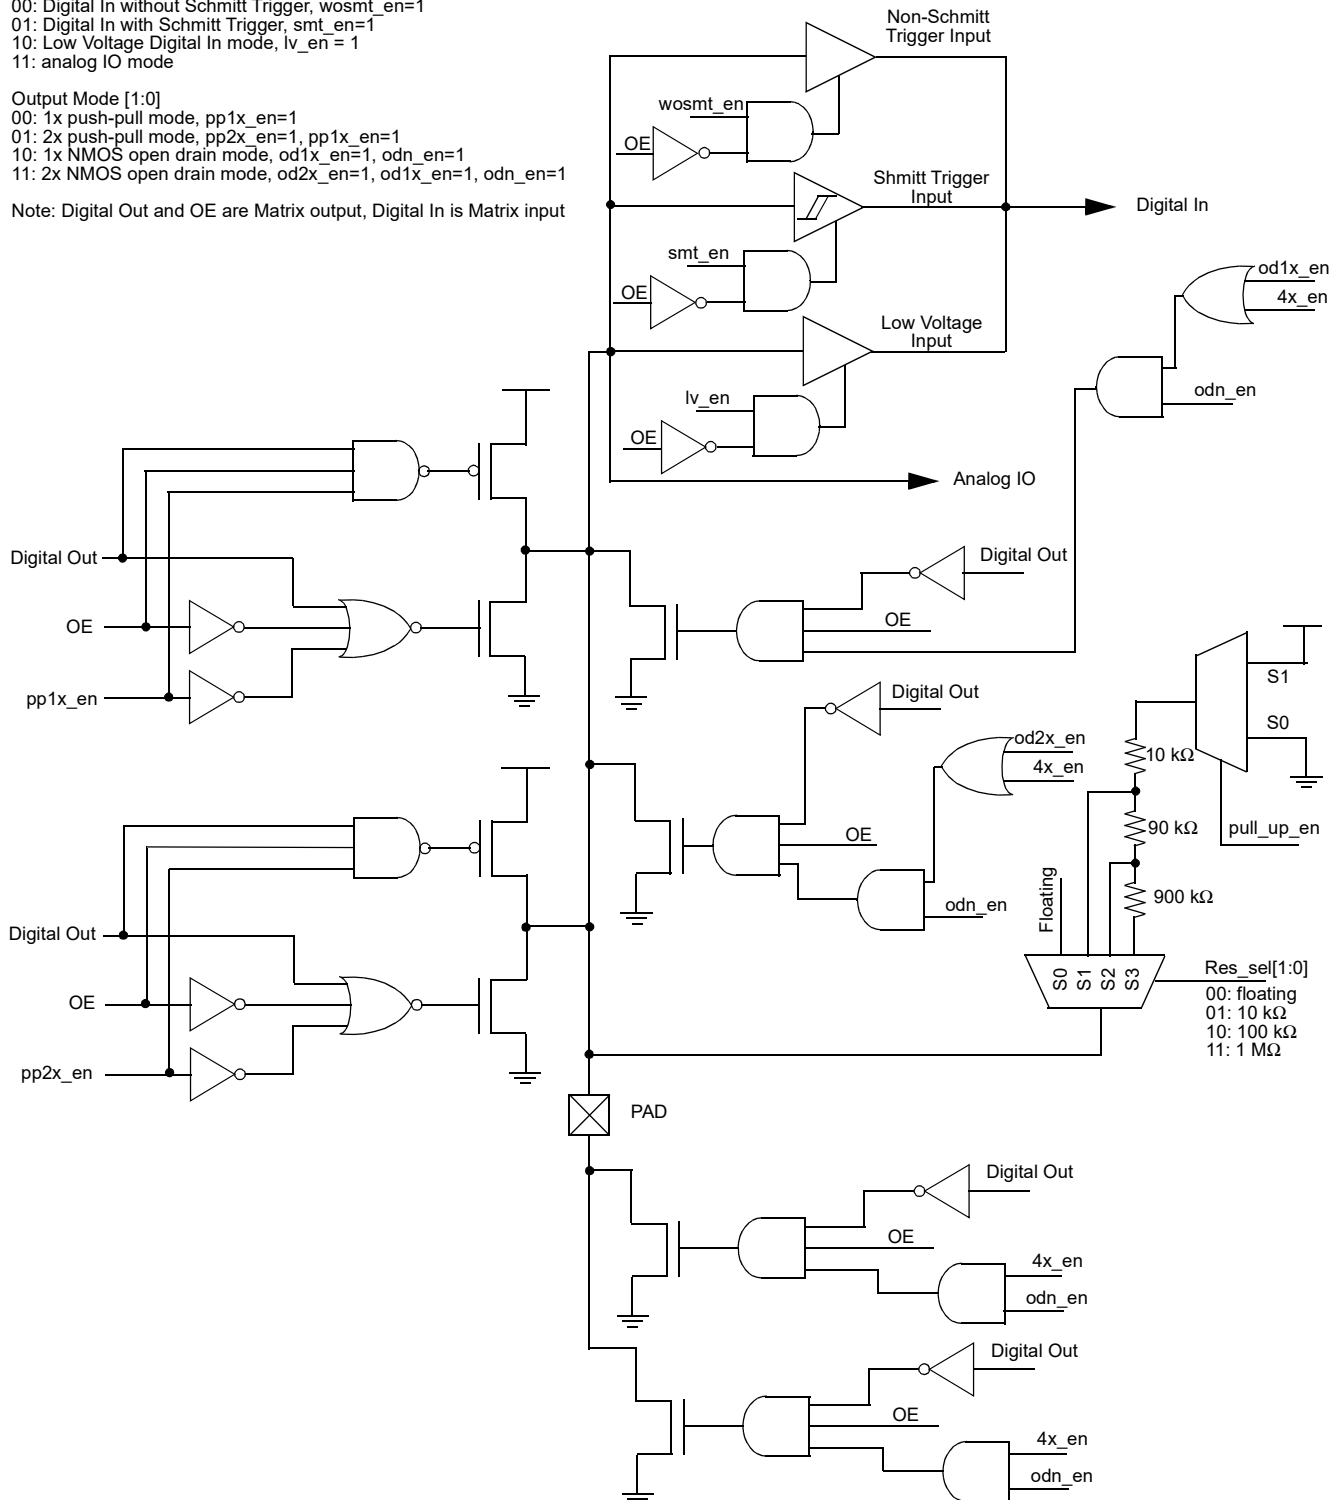 00: Digital In without Schmitt Trigger, wosmt_en=1
01: Digital In with Schmitt Trigger, smt_en=1
10: Low Voltage Digital In mode, lv_en = 1
11: analog IO mode
Output Mode [1:0]
00: 1x push-pull mode, pp1x_en=1
01: 2x push-pull mode, pp2x_en=1, pp1x_en=1
10: 1x NMOS open drain mode, od1x_en=1, odn_en=1
11: 2x NMOS open drain mode, od2x_en=1, od1x_en=1, odn_en=1
Note: Digital Out and OE are Matrix output, Digital In is Matrix input
Non-Schmitt
Trigger Input
wosmt_en
OE
Shmitt Trigger
Input
Digital In
smt_en
OE
od1x_en
4x_en
Low Voltage
Input
lv_en
OE
odn_en
Analog IO
Digital Out
OE
pp1x_en
Digital Out
OE
S1
S0
10 kΩ
90 kΩ
900 kΩ
pull_up_en
Digital Out
od2x_en
4x_en
OE
odn_en
Floating
S0
S1
S2
S3
Res_sel[1:0]
00: floating
01: 10 kΩ
10: 100 kΩ
11: 1 MΩ
Digital Out
OE
pp2x_en
PAD
Digital Out
OE
4x_en
odn_en
Digital Out
OE
4x_en
odn_en